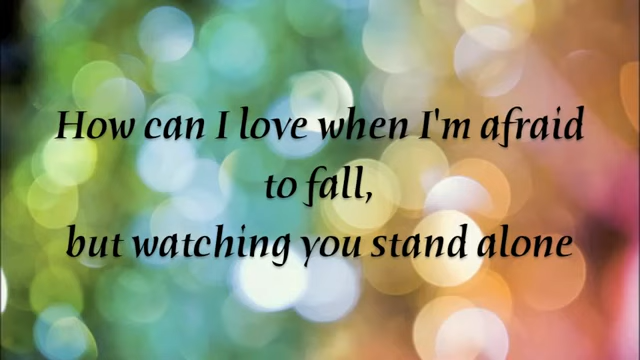 How can I love when I'm afraid
to fall,
but watching you stand alone